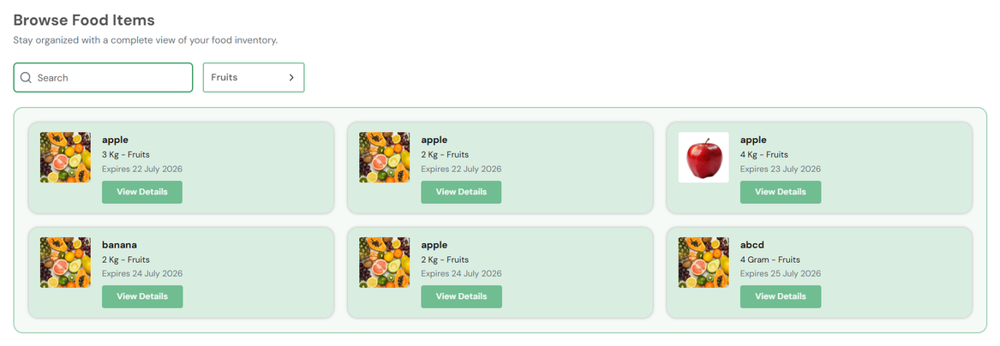 Browse Food Items
Stay organized with a complete view of your food inventory.
Search
Fruits
apple
3 Kg - Fruits
Expires 22 July 2026
View Details
apple
2 Kg - Fruits
Expires 22 July 2026
View Details
apple
4 Kg - Fruits
Expires 23 July 2026
View Details
banana
2 Kg - Fruits
Expires 24 July 2026
View Details
apple
2 Kg - Fruits
Expires 24 July 2026
View Details
abcd
4 Gram - Fruits
Expires 25 July 2026
View Details